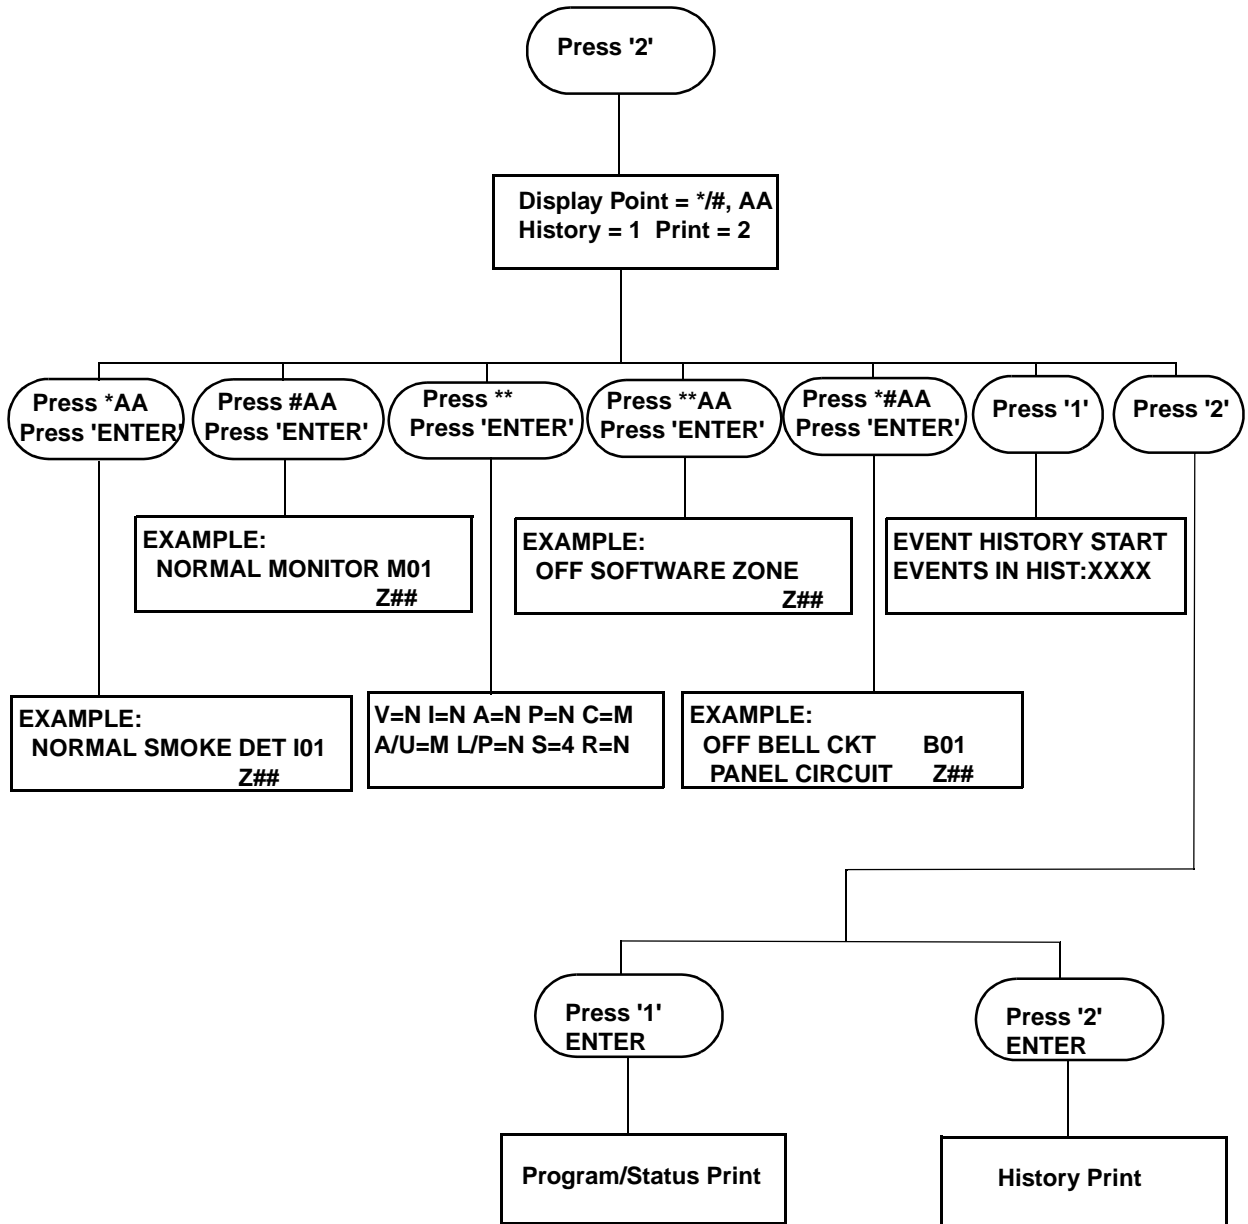 Press '2'
Display Point = */#, AA
History = 1  Print = 2
Press *AA
Press 'ENTER'
Press #AA
Press 'ENTER'
Press **
Press 'ENTER'
Press **AA
Press 'ENTER'
Press *#AA
Press 'ENTER'
Press '1'
Press '2'
EXAMPLE:
NORMAL MONITOR M01
Z##
EXAMPLE:
OFF SOFTWARE ZONE
Z##
EVENT HISTORY START
EVENTS IN HIST:XXXX
EXAMPLE:
NORMAL SMOKE DET I01
Z##
V=N I=N A=N P=N C=M
A/U=M L/P=N S=4 R=N
EXAMPLE:
OFF BELL CKT B01
PANEL CIRCUIT Z##
Press '1'
ENTER
Press '2'
ENTER
Program/Status Print
History Print